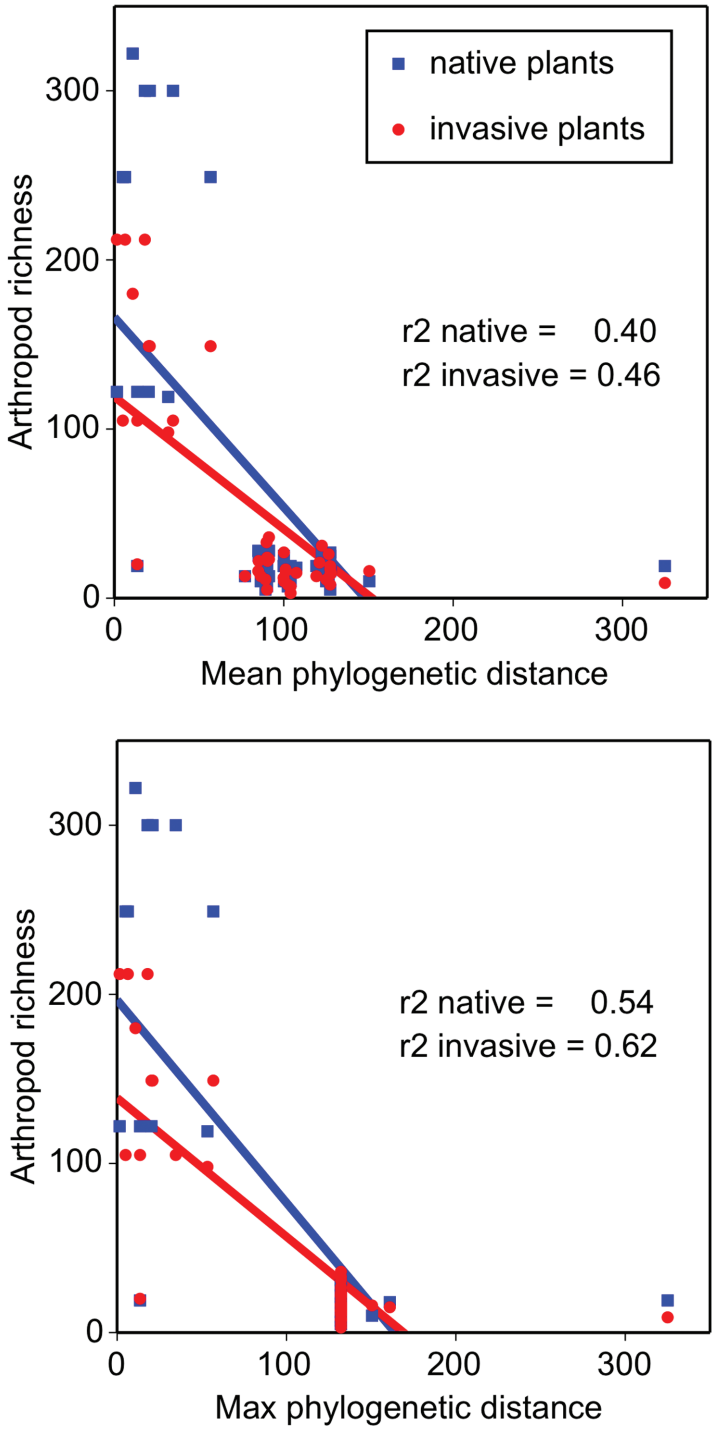 native plants
invasive plants
300
200
100
0
Arthropod richness
r2 native = 0.40
r2 invasive = 0.46
0 100 200 300
Mean phylogenetic distance
300
200
100
0
Arthropod richness
r2 native = 0.54
r2 invasive = 0.62
0 100 200 300
Max phylogenetic distance